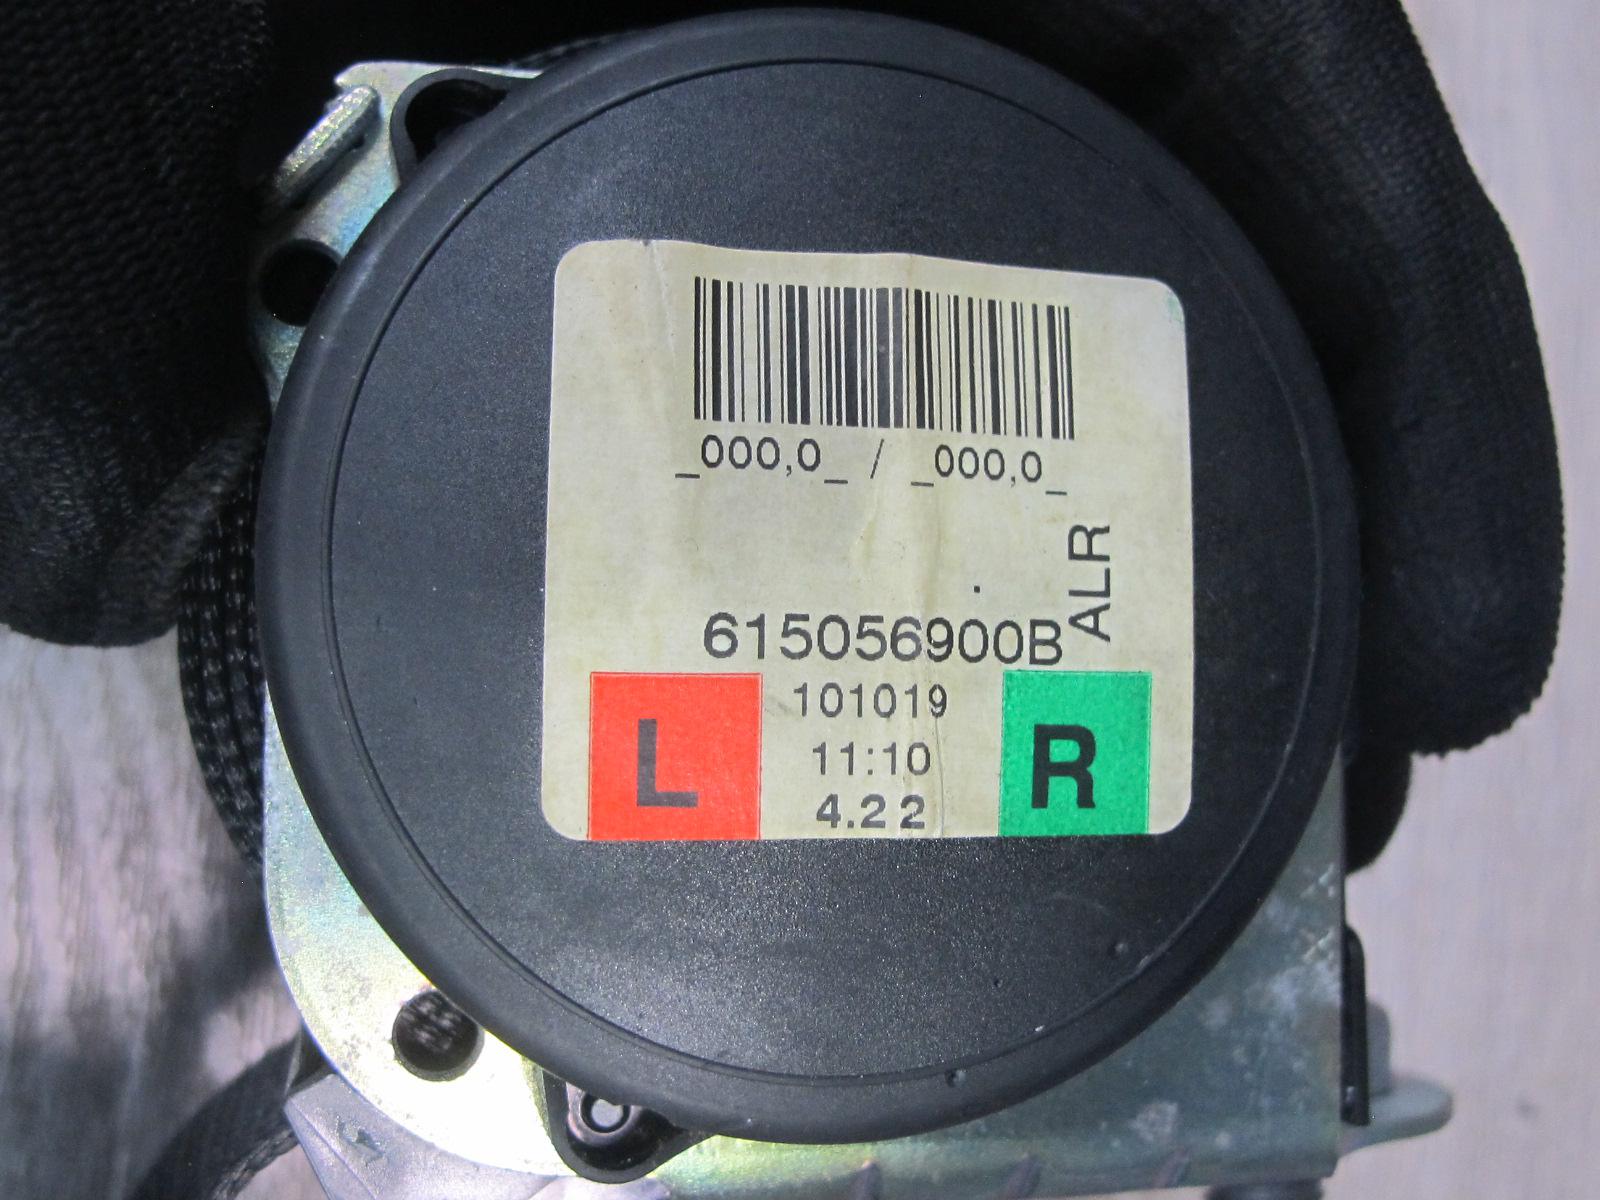 _000,0_ / _000,0_
ALR
615056900B
101019
11:10
4.22
L
R